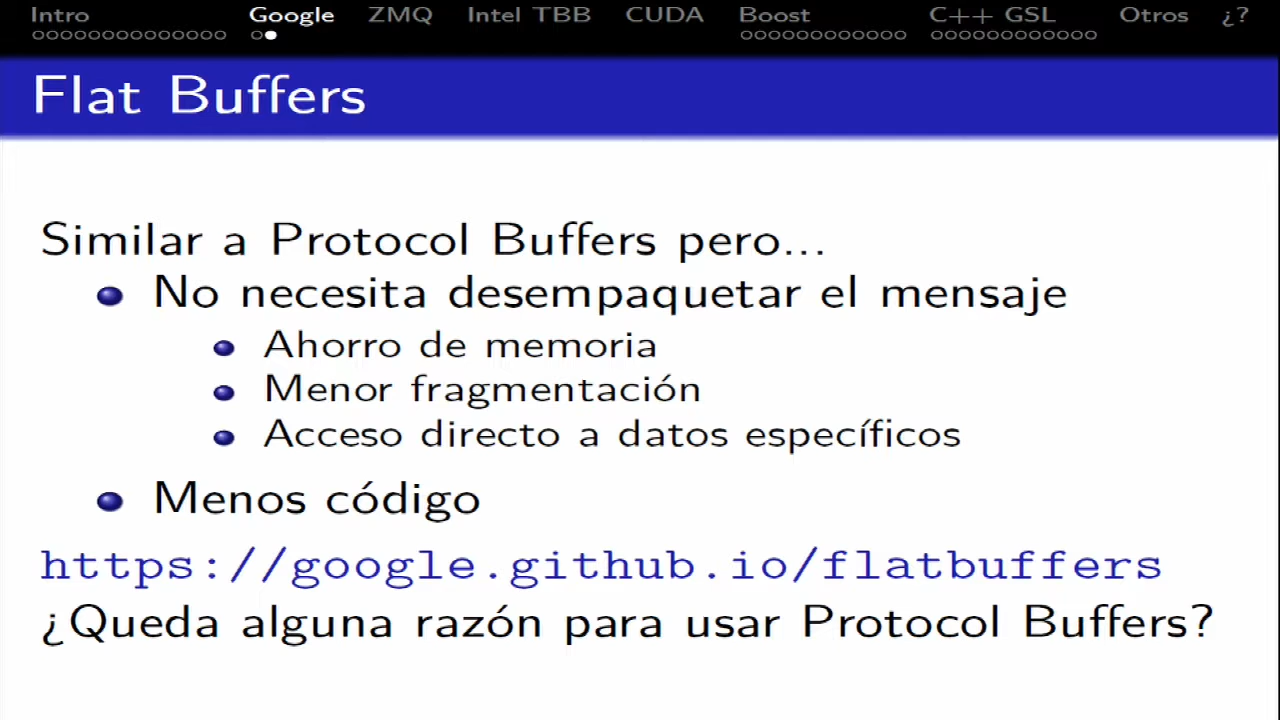 Intro Google ZMQ Intel TBB CUDA Boost C++ GSL Otros ¿?
Flat Buffers
Similar a Protocol Buffers pero...
No necesita desempaquetar el mensaje
Ahorro de memoria
Menor fragmentación
Acceso directo a datos específicos
Menos código
https://google.github.io/flatbuffers
¿Queda alguna razón para usar Protocol Buffers?